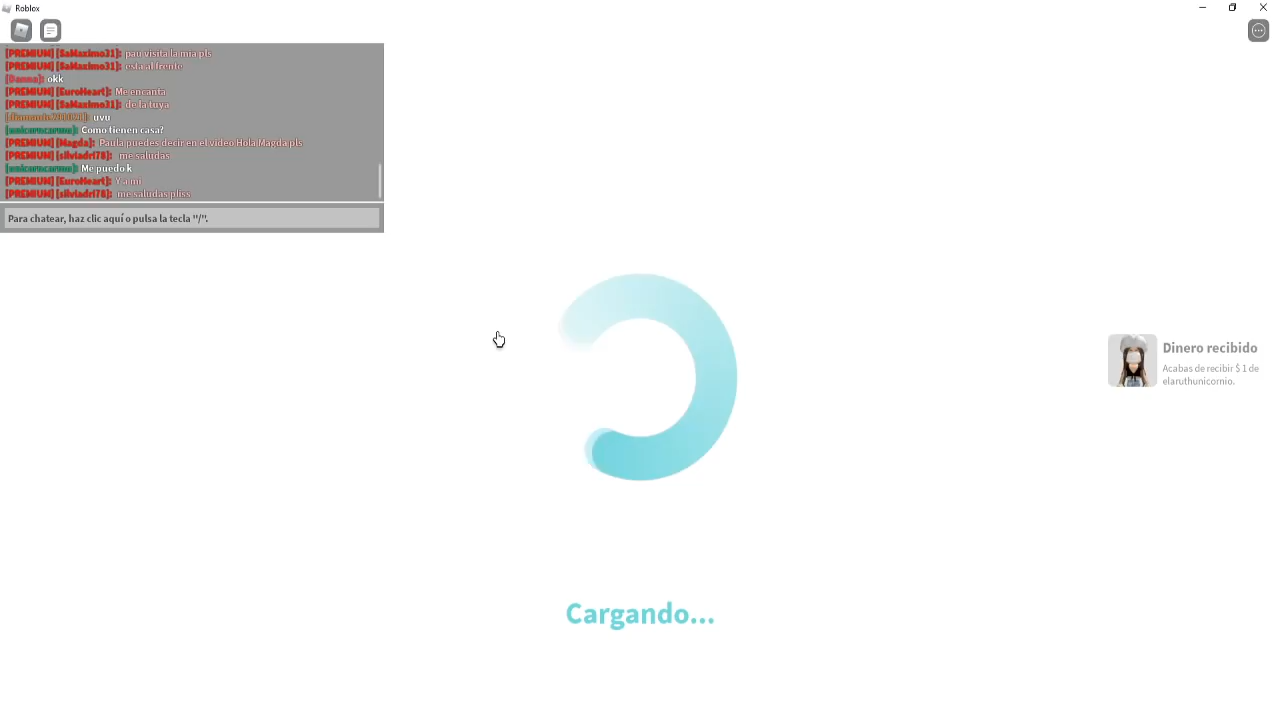 Roblox
[PREMIUM] [SaMaximo31]: pau visita la mia pls
[PREMIUM] [SaMaximo31]: está al frente
[Danna]: okk
[PREMIUM] [EuroHeart]: Me encanta
[PREMIUM] [SaMaximo31]: de la tuya
uvu
Como tienen casa?
[PREMIUM] [Magda]: Paula puedes decir en el video Hola Magda pls
[PREMIUM] [silviadri78]: me saludas
Me puedo k
[PREMIUM] [EuroHeart]: Y a mi
[PREMIUM] [silviadri78]: me saludas pliss
Para chatear, haz clic aquí o pulsa la tecla "/".
Dinero recibido
Acabas de recibir $ 1 de
elaruthunicornio.
Cargando...